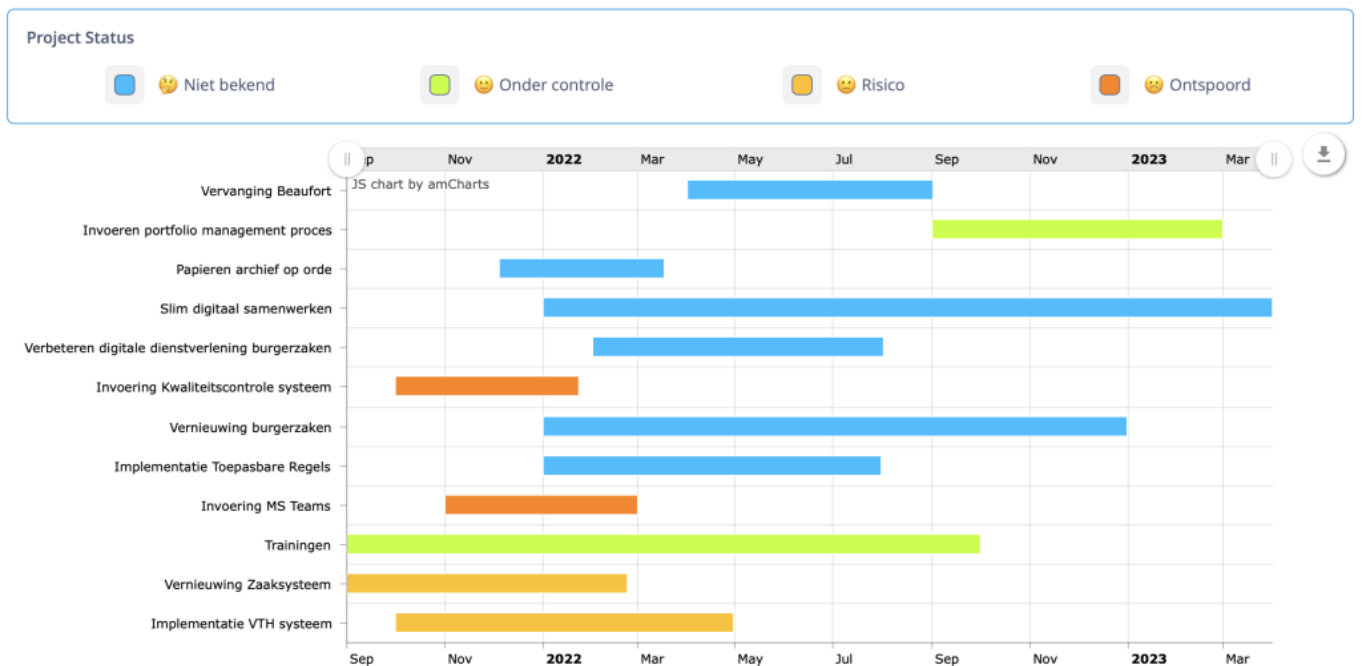 Project Status
🤔 Niet bekend
🙂 Onder controle
😐 Risico
☹️ Ontspoord
ep Nov 2022 Mar May Jul Sep Nov 2023 Mar
JS chart by amCharts
Vervanging Beaufort
Invoeren portfolio management proces
Papieren archief op orde
Slim digitaal samenwerken
Verbeteren digitale dienstverlening burgerzaken
Invoering Kwaliteitscontrole systeem
Vernieuwing burgerzaken
Implementatie Toepasbare Regels
Invoering MS Teams
Trainingen
Vernieuwing Zaaksysteem
Implementatie VTH systeem
Sep Nov 2022 Mar May Jul Sep Nov 2023 Mar